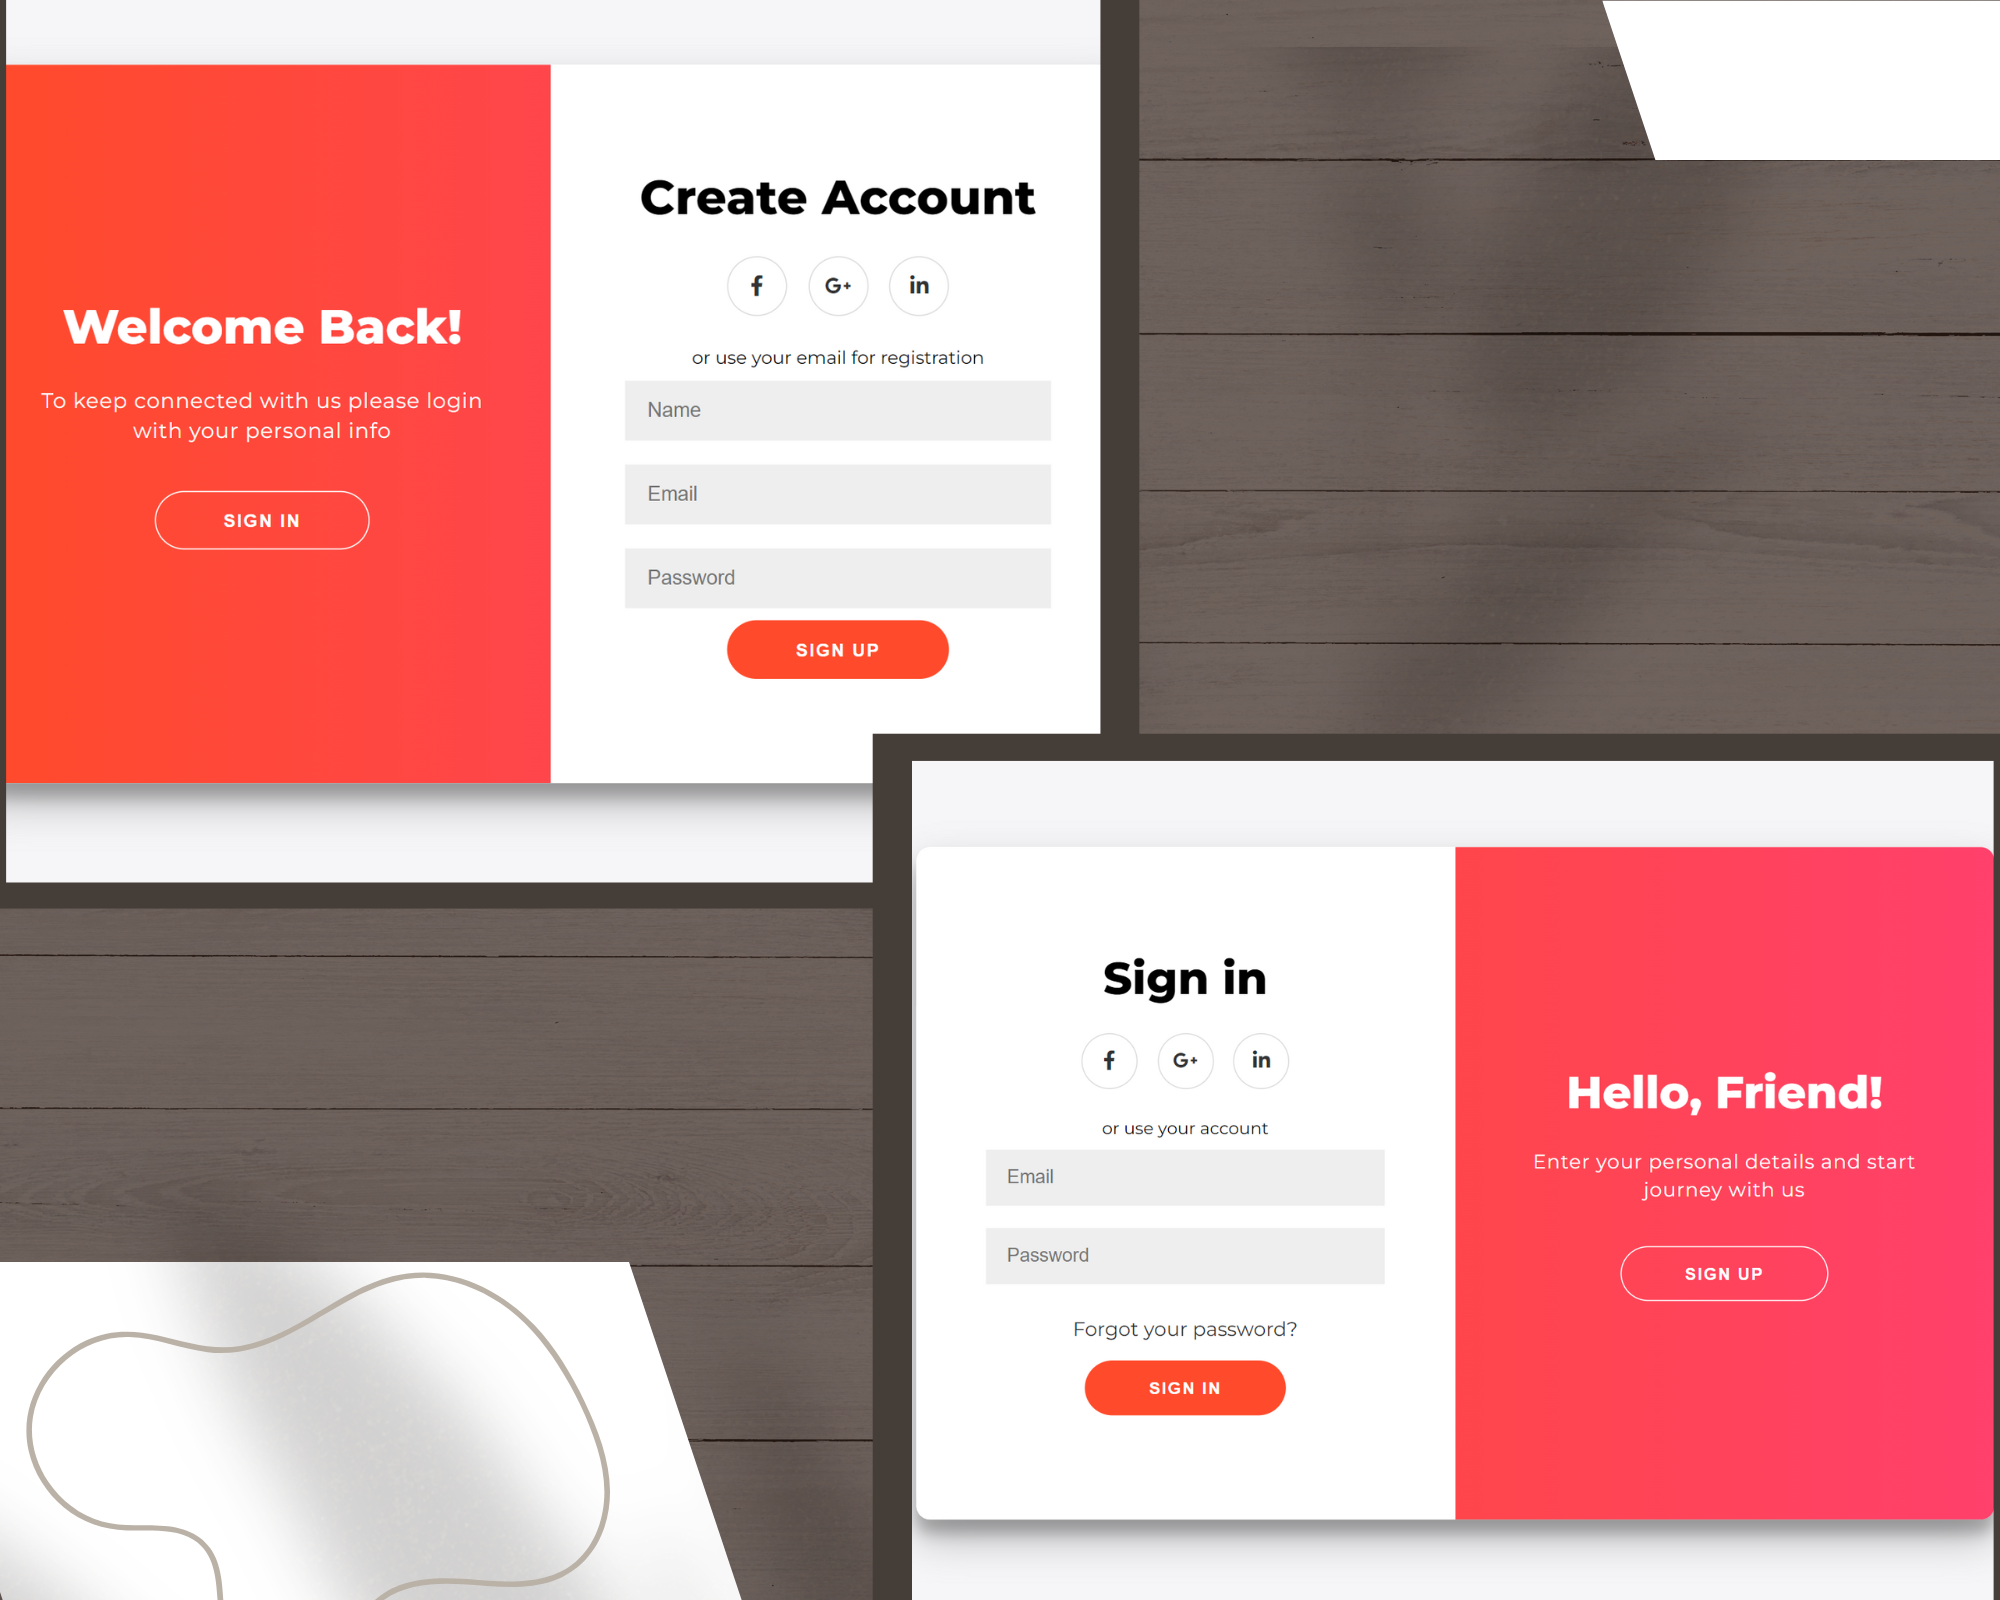 Welcome Back!
To keep connected with us please login
with your personal info
SIGN IN
Create Account
f
G+
in
or use your email for registration
Name
Email
Password
SIGN UP
Sign in
f
G+
in
or use your account
Email
Password
Forgot your password?
SIGN IN
Hello, Friend!
Enter your personal details and start
journey with us
SIGN UP